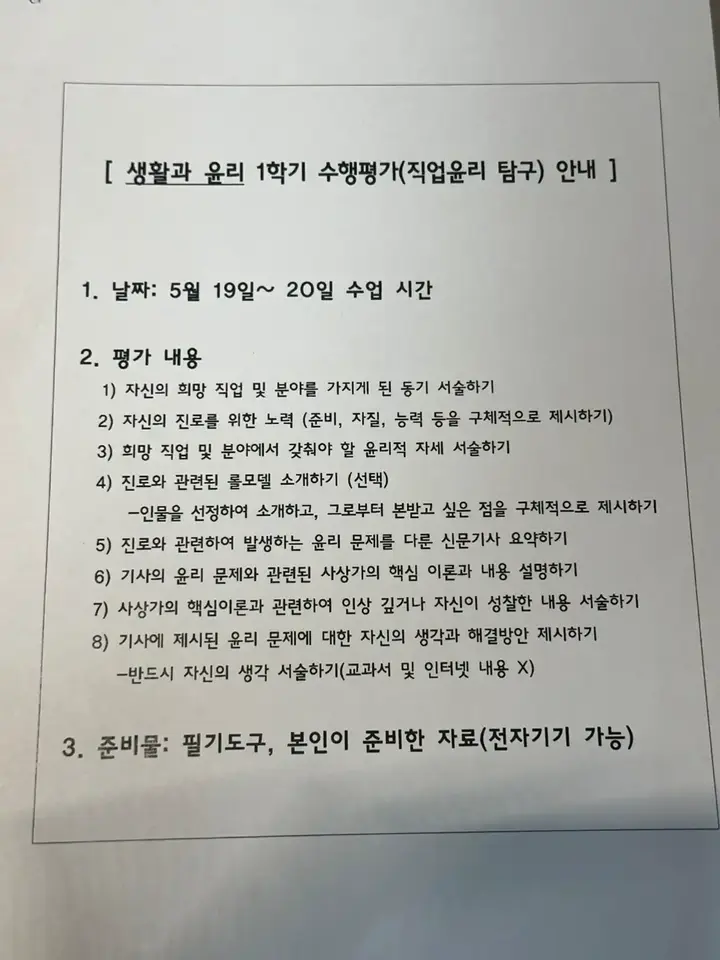 [ 생활과 윤리 1학기 수행평가(직업윤리 탐구) 안내 ]
1. 날짜: 5월 19일~ 20일 수업 시간
2. 평가 내용
1) 자신의 희망 직업 및 분야를 가지게 된 동기 서술하기
2) 자신의 진로를 위한 노력 (준비, 자질, 능력 등을 구체적으로 제시하기)
3) 희망 직업 및 분야에서 갖춰야 할 윤리적 자세 서술하기
4) 진로와 관련된 롤모델 소개하기 (선택)
-인물을 선정하여 소개하고, 그로부터 본받고 싶은 점을 구체적으로 제시하기
5) 진로와 관련하여 발생하는 윤리 문제를 다룬 신문기사 요약하기
6) 기사의 윤리 문제와 관련된 사상가의 핵심 이론과 내용 설명하기
7) 사상가의 핵심이론과 관련하여 인상 깊거나 자신이 성찰한 내용 서술하기
8) 기사에 제시된 윤리 문제에 대한 자신의 생각과 해결방안 제시하기
-반드시 자신의 생각 서술하기(교과서 및 인터넷 내용 X)
3. 준비물: 필기도구, 본인이 준비한 자료(전자기기 가능)